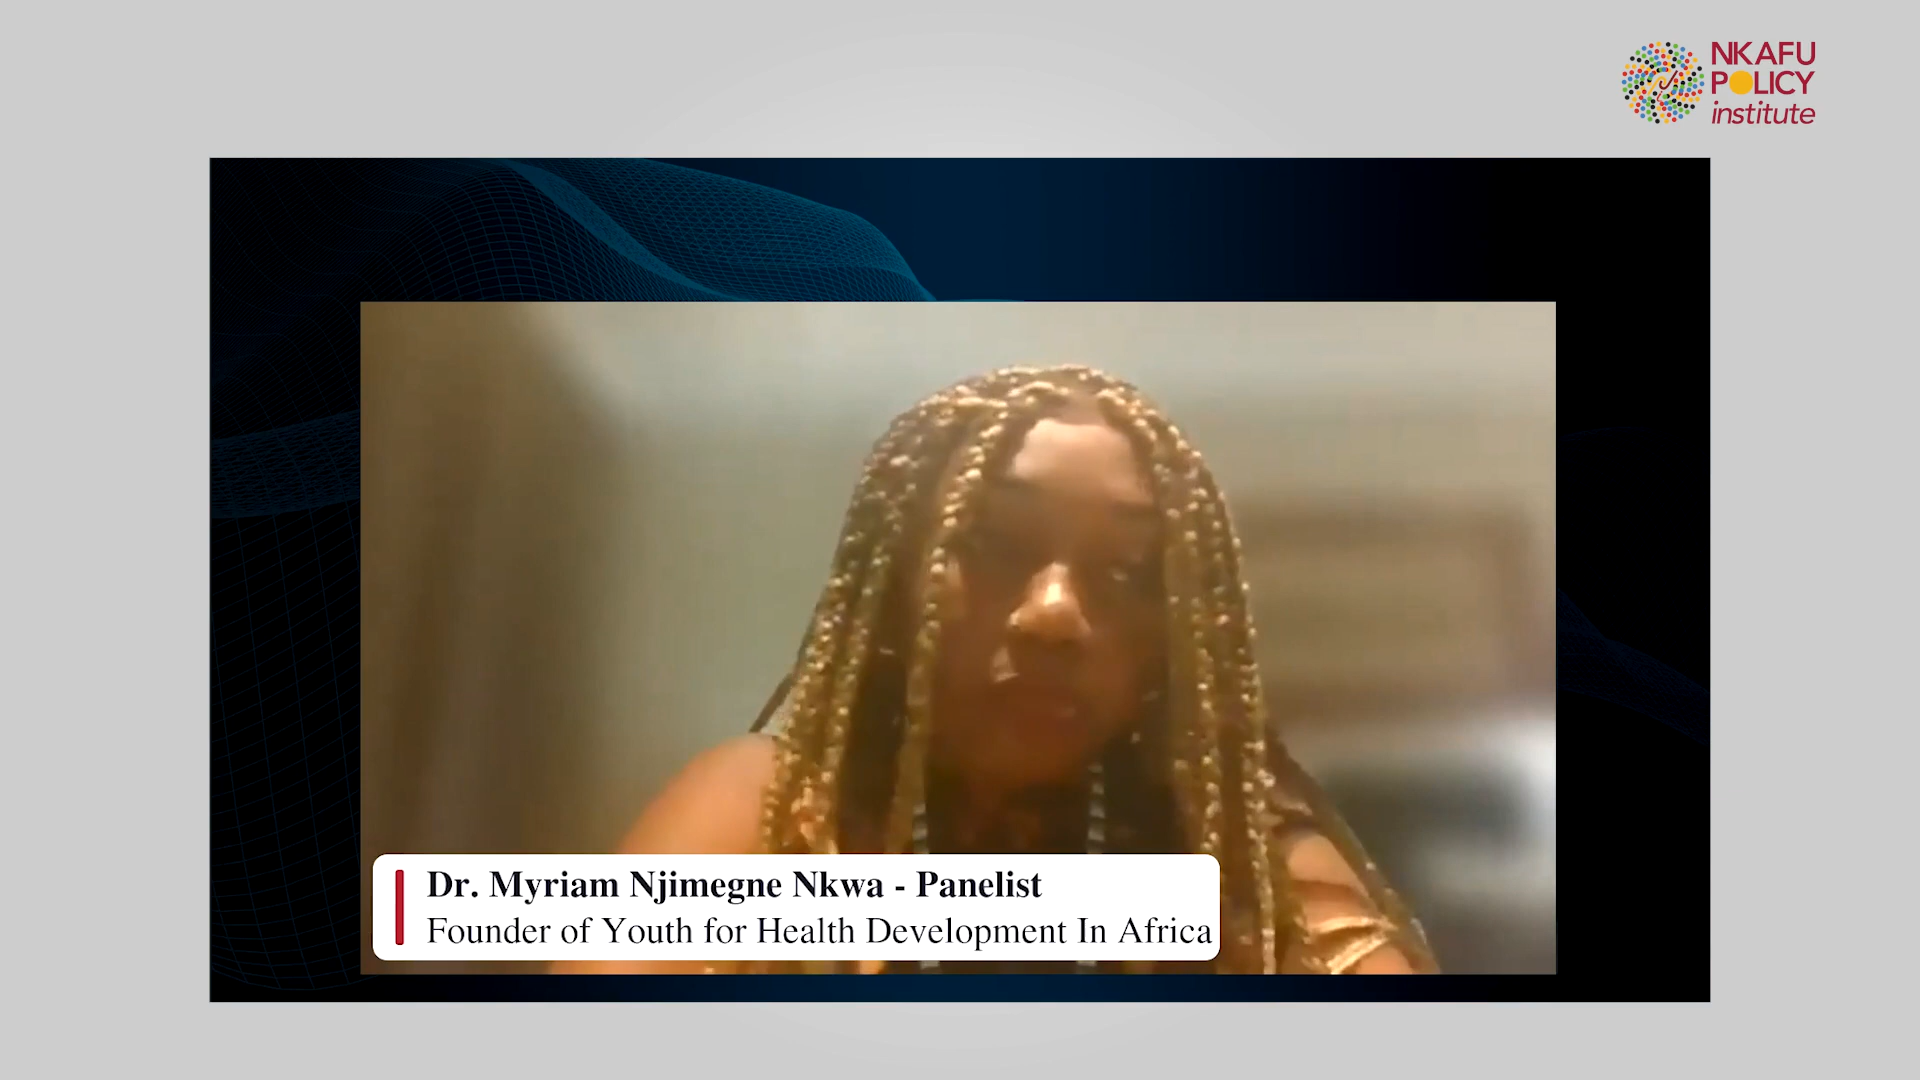 NKAFU
POLICY
institute
Dr. Myriam Njimegne Nkwa - Panelist
Founder of Youth for Health Development In Africa